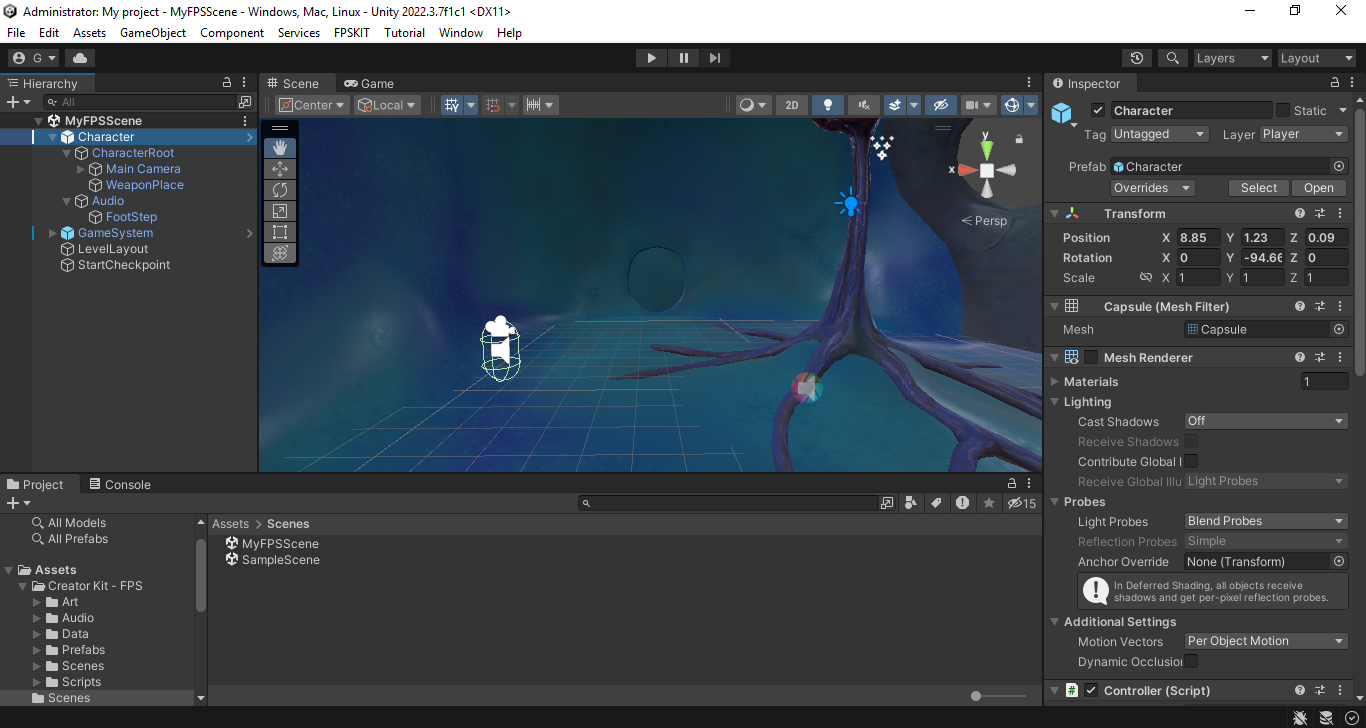 Administrator: My project - MyFPSScene - Windows, Mac, Linux - Unity 2022.3.7f1c1 <DX11>
File Edit Assets GameObject Component Services FPSKIT Tutorial Window Help
G Layers Layout
Hierarchy
All
MyFPSScene
Character
CharacterRoot
Main Camera
WeaponPlace
Audio
FootStep
GameSystem
LevelLayout
StartCheckpoint
Scene Game
Center Local 2D
y
x
Persp
Inspector
Character Static
Tag Untagged Layer Player
Prefab Character
Overrides Select Open
Transform
Position X 8.85 Y 1.23 Z 0.09
Rotation X 0 Y -94.66 Z 0
Scale X 1 Y 1 Z 1
Capsule (Mesh Filter)
Mesh Capsule
Mesh Renderer
Materials 1
Lighting
Cast Shadows Off
Receive Shadows
Contribute Global I
Receive Global Illu Light Probes
Probes
Light Probes Blend Probes
Reflection Probes Simple
Anchor Override None (Transform)
In Deferred Shading, all objects receive
shadows and get per-pixel reflection probes.
Additional Settings
Motion Vectors Per Object Motion
Dynamic Occlusion
# Controller (Script)
Project Console
15
All Models
All Prefabs
Assets
Creator Kit - FPS
Art
Audio
Data
Prefabs
Scenes
Scripts
Scenes
Assets > Scenes
MyFPSScene
SampleScene